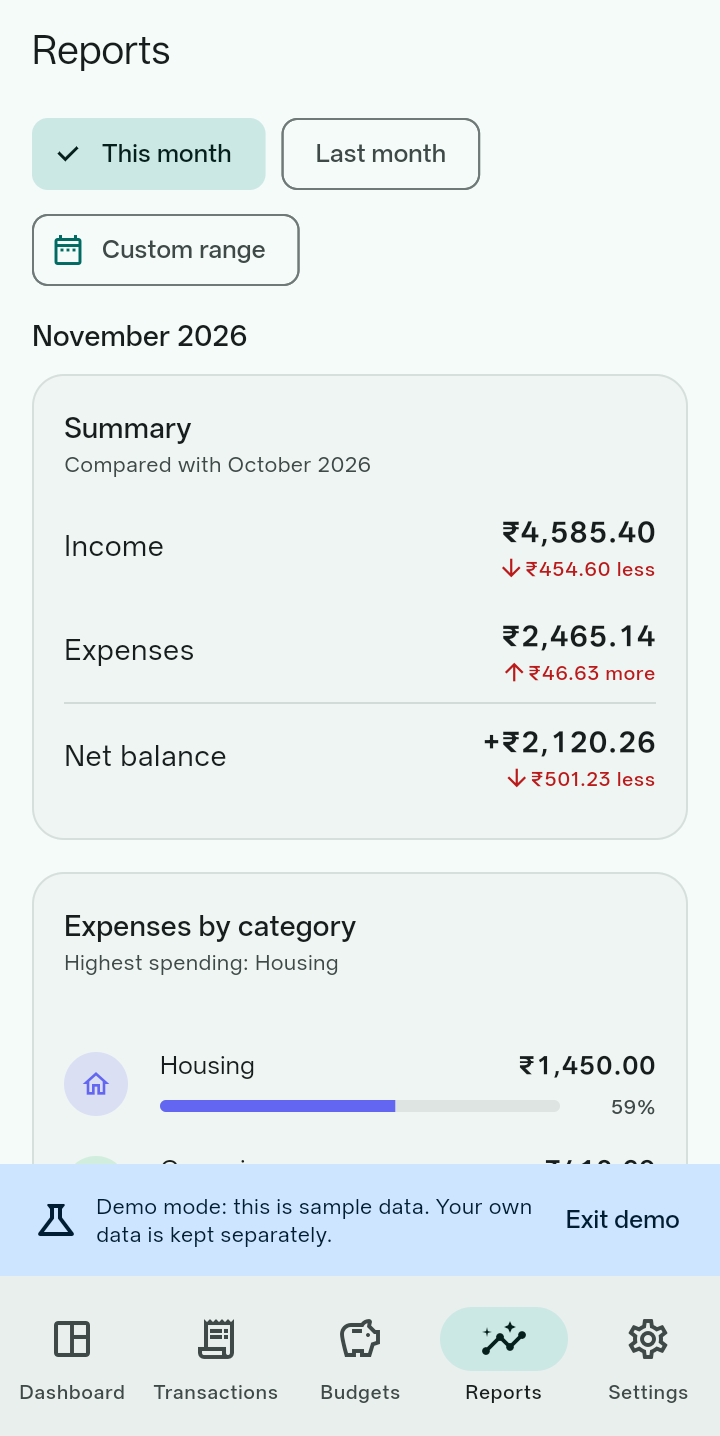 Reports
This month
Last month
Custom range
November 2026
Summary
Compared with October 2026
Income
₹4,585.40
↓ ₹454.60 less
Expenses
₹2,465.14
↑ ₹46.63 more
Net balance
+₹2,120.26
↓ ₹501.23 less
Expenses by category
Highest spending: Housing
Housing
₹1,450.00
59%
Demo mode: this is sample data. Your own
data is kept separately.
Exit demo
Dashboard
Transactions
Budgets
Reports
Settings